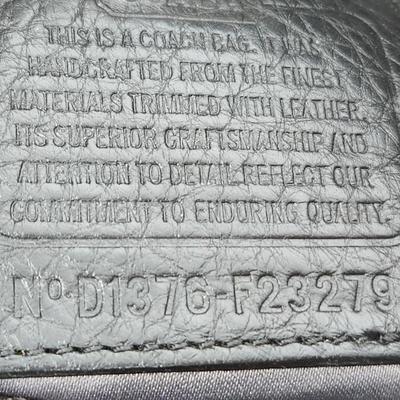 THIS IS A COACH BAG. IT WAS
HANDCRAFTED FROM THE FINEST
MATERIALS TRIMMED WITH LEATHER.
ITS SUPERIOR CRAFTSMANSHIP AND
ATTENTION TO DETAIL REFLECT OUR
COMMITMENT TO ENDURING QUALITY.
Nº D1376-F23279